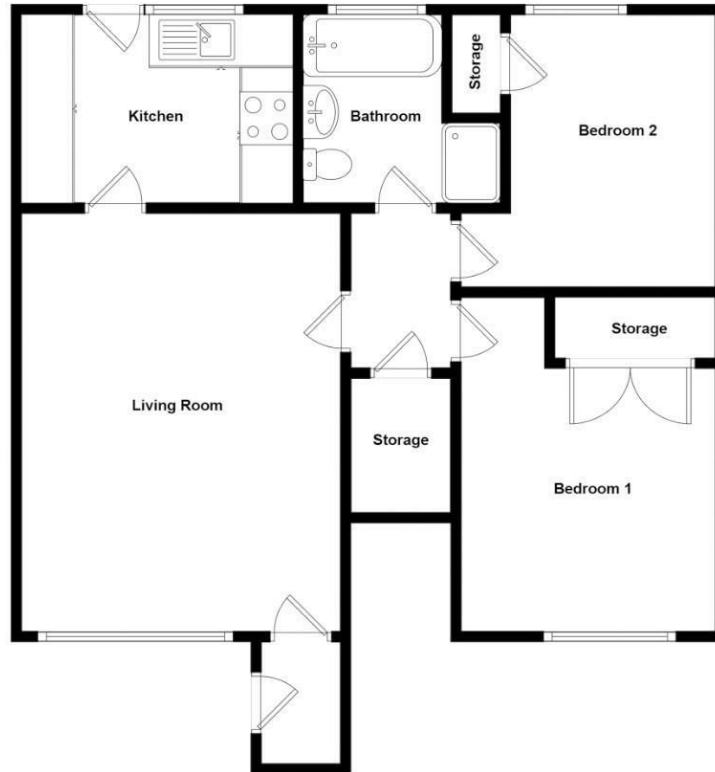 Storage
Kitchen
Bathroom
Bedroom 2
Storage
Living Room
Storage
Bedroom 1